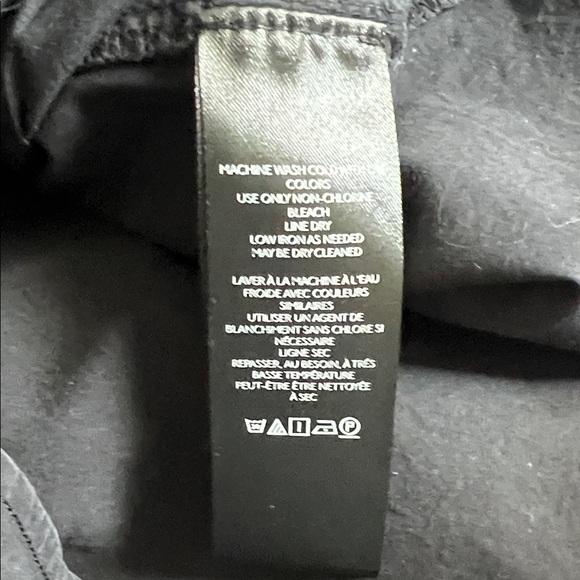 MACHINE WASH COLD WITH
COLORS
USE ONLY NON-CHLORINE
BLEACH
LINE DRY
LOW IRON AS NEEDED
MAY BE DRY CLEANED
LAVER À LA MACHINE À L'EAU
FROIDE AVEC COULEURS
SIMILAIRES
UTILISER UN AGENT DE
BLANCHIMENT SANS CHLORE SI
NÉCESSAIRE
LIGNE SEC
REPASSER, AU BESOIN, À TRÉS
BASSE TEMPÉRATURE
PEUT-ÊTRE ÊTRE NETTOYÉE
À SEC
P